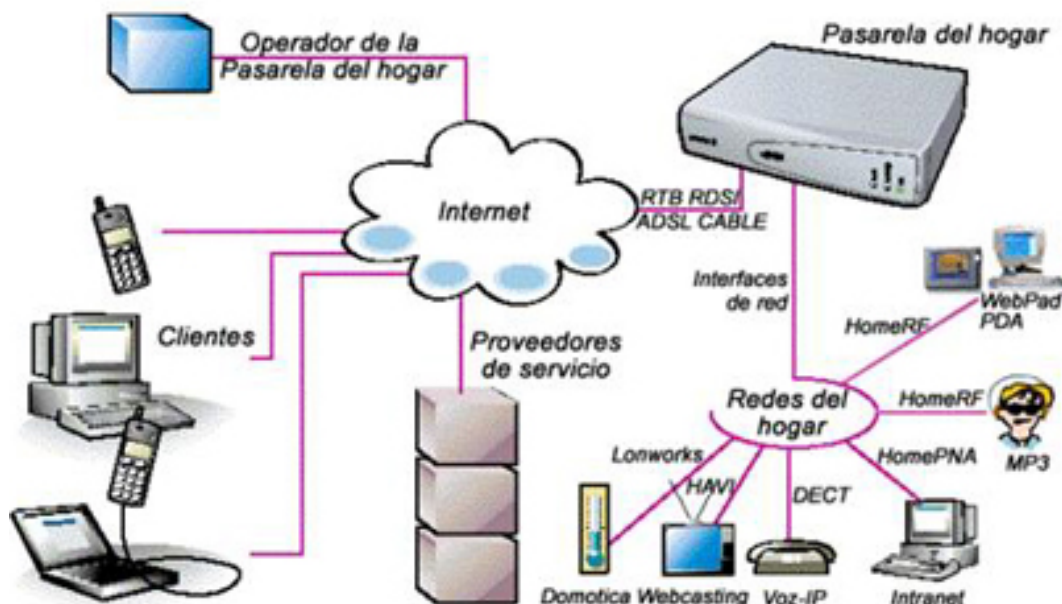 Operador de la
Pasarela del hogar
Pasarela del hogar
Internet
RTB RDSI
ADSL CABLE
Interfaces
de red
WebPad
PDA
HomeRF
Clientes
Proveedores
de servicio
Redes del
hogar
HomeRF
MP3
Lonworks
HAVI
DECT
HomePNA
Domotica
Webcasting
Voz-IP
Intranet